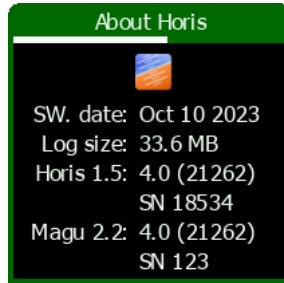 About Horis
SW. date: Oct 10 2023
Log size: 33.6 MB
Horis 1.5: 4.0 (21262)
SN 18534
Magu 2.2: 4.0 (21262)
SN 123